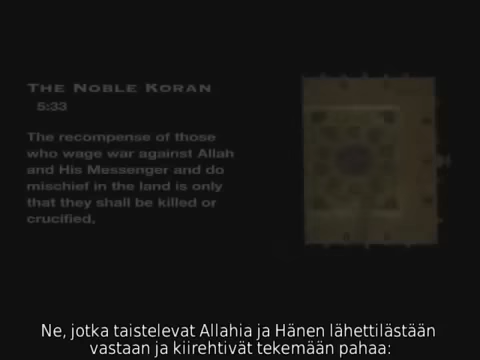 THE NOBLE KORAN
5:33
The recompense of those
who wage war against Allah
and His Messenger and do
mischief in the land is only
that they shall be killed or
crucified,
Ne, jotka taistelevat Allahia ja Hänen lähettilästään
vastaan ja kiirehtivät tekemään pahaa: